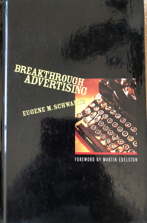 BREAKTHROUGH
ADVERTISING
EUGENE M. SCHWARTZ
FOREWORD BY MARTIN EDELSTON